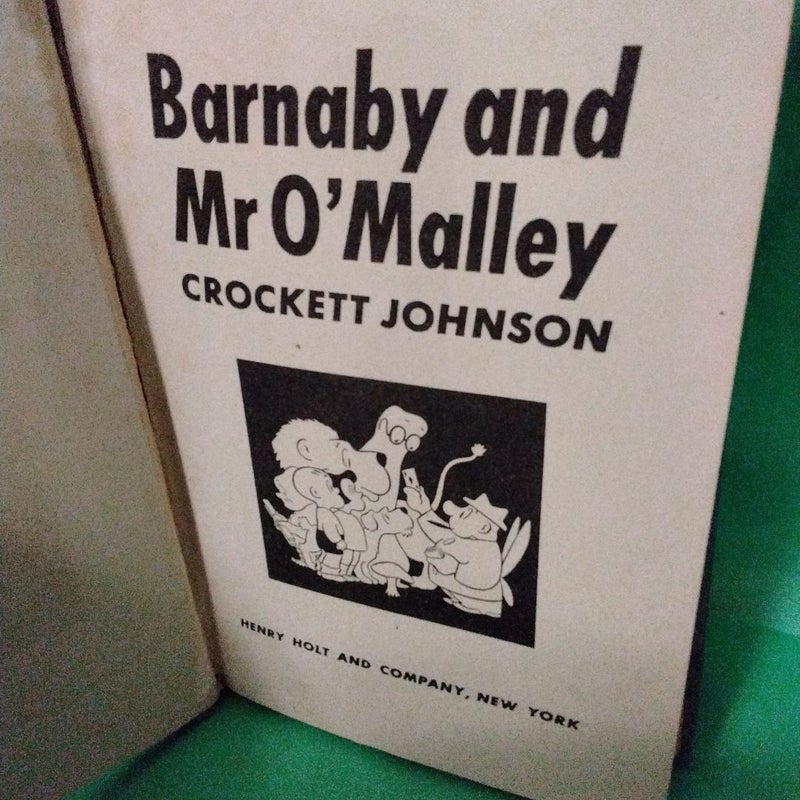 Barnaby and
Mr O'Malley
CROCKETT JOHNSON
HENRY HOLT AND COMPANY, NEW YORK